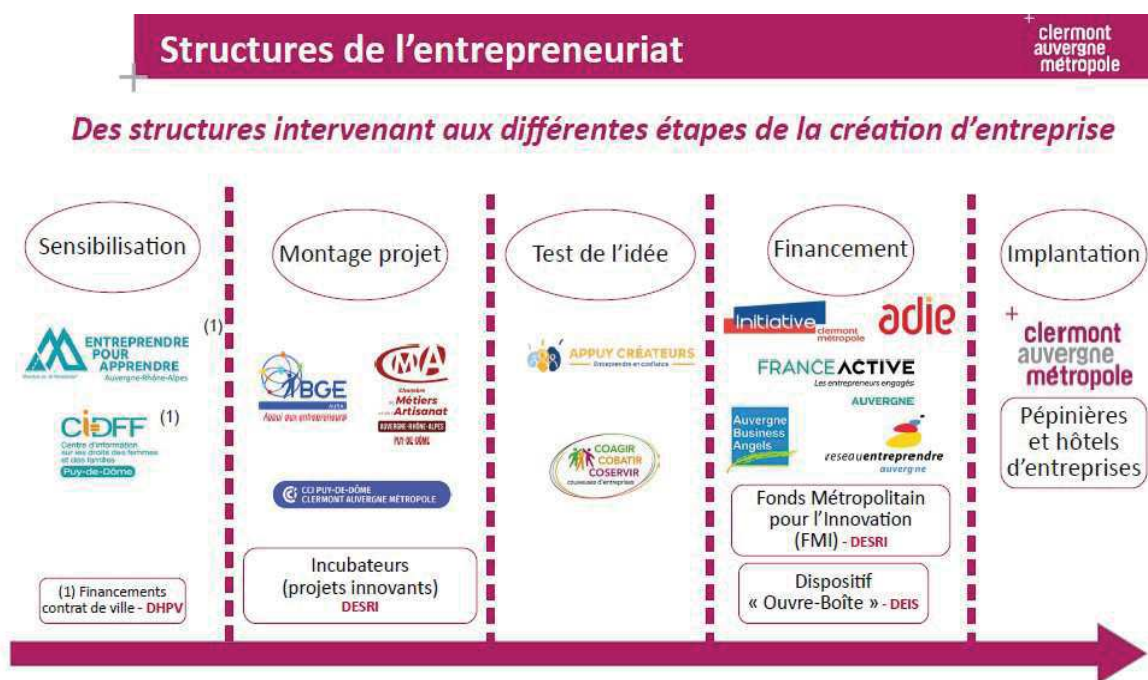 Structures de l'entrepreneuriat
+
clermont
auvergne
métropole
Des structures intervenant aux différentes étapes de la création d'entreprise
Sensibilisation
ENTREPRENDRE
POUR
APPRENDRE
Auvergne-Rhône-Alpes
(1)
CiDFF
(1)
Centre d'information
sur les droits des femmes
et des familles
Puy-de-Dôme
(1) Financements
contrat de ville - DHPV
Montage projet
BGE
Appui aux entrepreneurs
CMA
Chambre
de Métiers
et de l'Artisanat
AUVERGNE-RHÔNE-ALPES
PUY-DE-DÔME
CCI PUY-DE-DÔME
CLERMONT AUVERGNE MÉTROPOLE
Incubateurs
(projets innovants)
DESRI
Test de l'idée
APPUY CRÉATEURS
Entreprendre en confiance
COAGIR
COBATIR
COSERVIR
couveuses d'entreprises
Financement
Initiative
clermont
métropole
adie
FRANCE ACTIVE
Les entrepreneurs engagés
AUVERGNE
Auvergne
Business
Angels
reseauentreprendre
auvergne
Fonds Métropolitain
pour l'Innovation
(FMI) - DESRI
Dispositif
« Ouvre-Boîte » - DEIS
Implantation
+
clermont
auvergne
métropole
Pépinières
et hôtels
d'entreprises